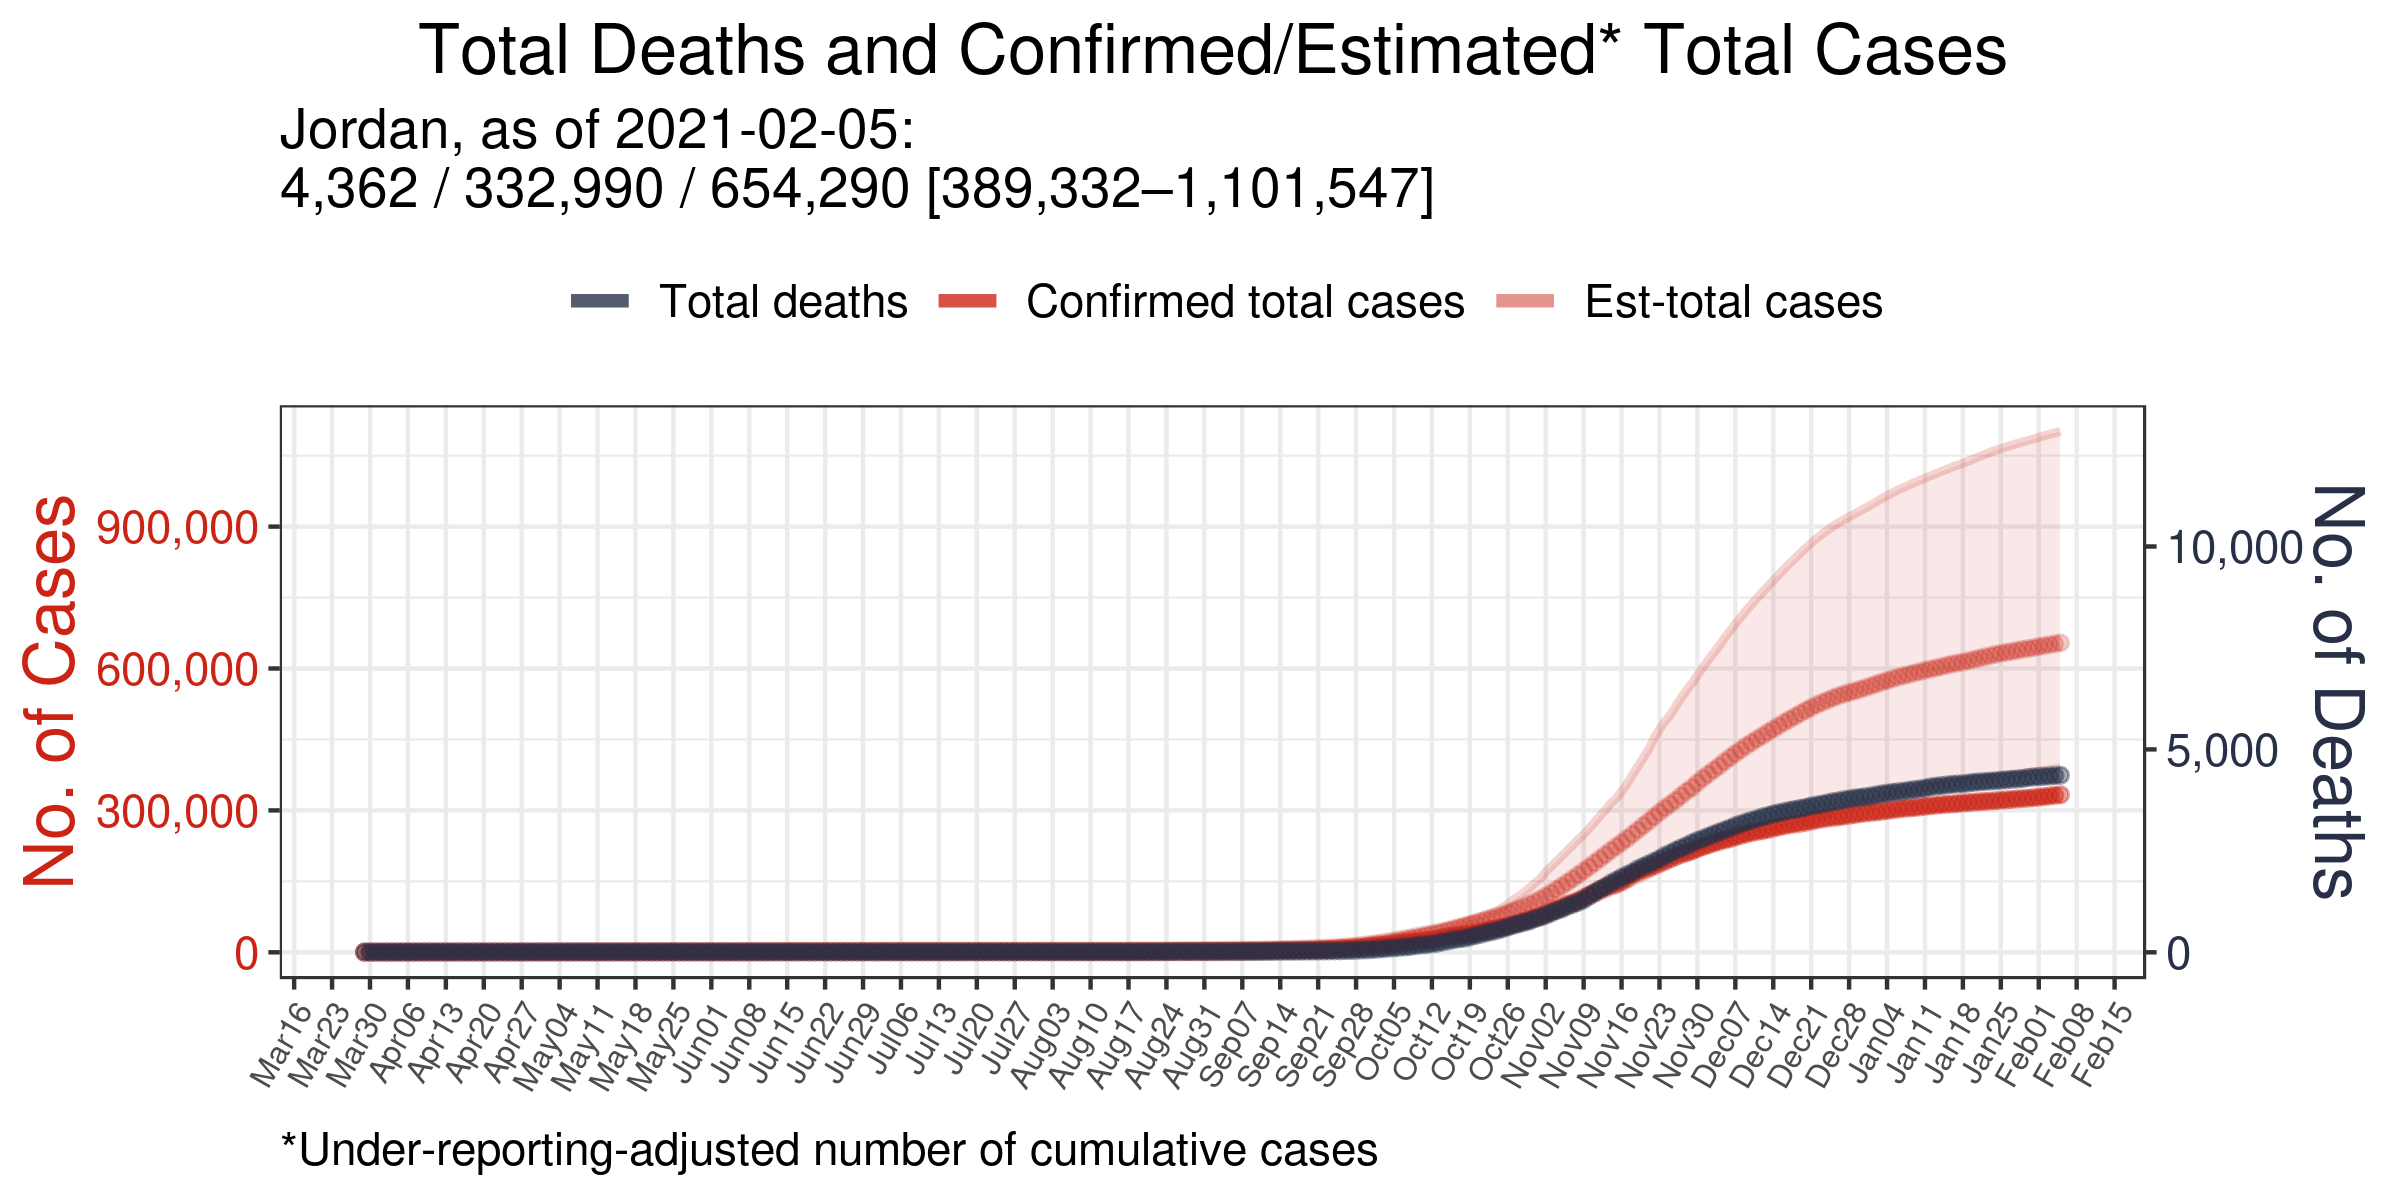 Total Deaths and Confirmed/Estimated* Total Cases
Jordan, as of 2021-02-05:
4,362 / 332,990 / 654,290 [389,332–1,101,547]
Total deaths
Confirmed total cases
Est-total cases
No. of Cases
900,000
600,000
300,000
0
10,000
5,000
0
No. of Deaths
Mar16
Mar23
Mar30
Apr06
Apr13
Apr20
Apr27
May04
May11
May18
May25
Jun01
Jun08
Jun15
Jun22
Jun29
Jul06
Jul13
Jul20
Jul27
Aug03
Aug10
Aug17
Aug24
Aug31
Sep07
Sep14
Sep21
Sep28
Oct05
Oct12
Oct19
Oct26
Nov02
Nov09
Nov16
Nov23
Nov30
Dec07
Dec14
Dec21
Dec28
Jan04
Jan11
Jan18
Jan25
Feb01
Feb08
Feb15
*Under-reporting-adjusted number of cumulative cases